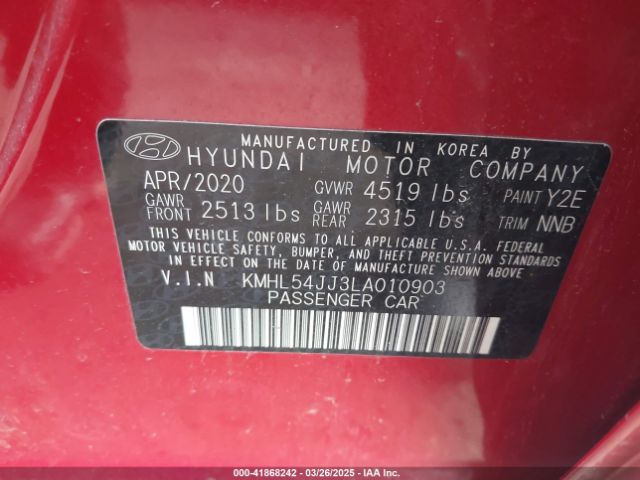 MANUFACTURED IN KOREA BY
HYUNDAI MOTOR COMPANY
APR/2020 GVWR 4519 lbs PAINT Y2E
GAWR FRONT 2513 lbs GAWR REAR 2315 lbs TRIM NNB
THIS VEHICLE CONFORMS TO ALL APPLICABLE U.S.A. FEDERAL
MOTOR VEHICLE SAFETY, BUMPER, AND THEFT PREVENTION STANDARDS
IN EFFECT ON THE DATE OF MANUFACTURE SHOWN ABOVE.
V.I.N KMHL54JJ3LA010903
PASSENGER CAR
000-41868242 | 03/26/2025 - IAA Inc. (FN)